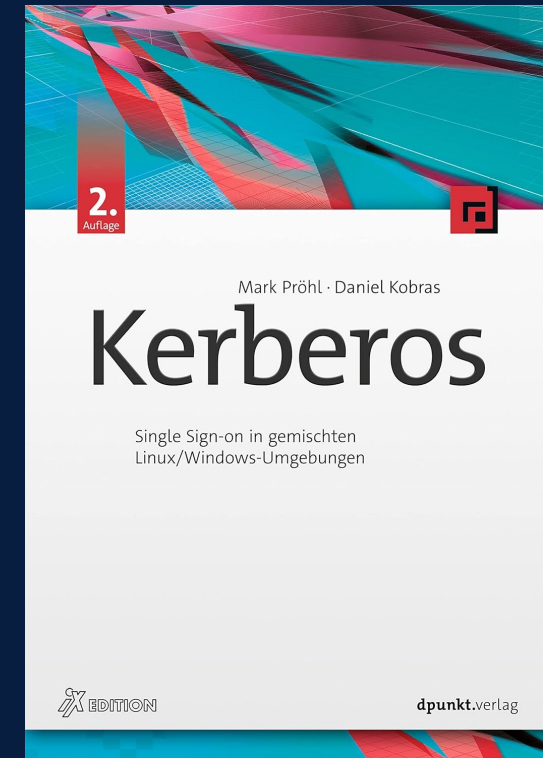 2.
Auflage
Mark Pröhl · Daniel Kobras
Kerberos
Single Sign-on in gemischten
Linux/Windows-Umgebungen
iX EDITION
dpunkt.verlag